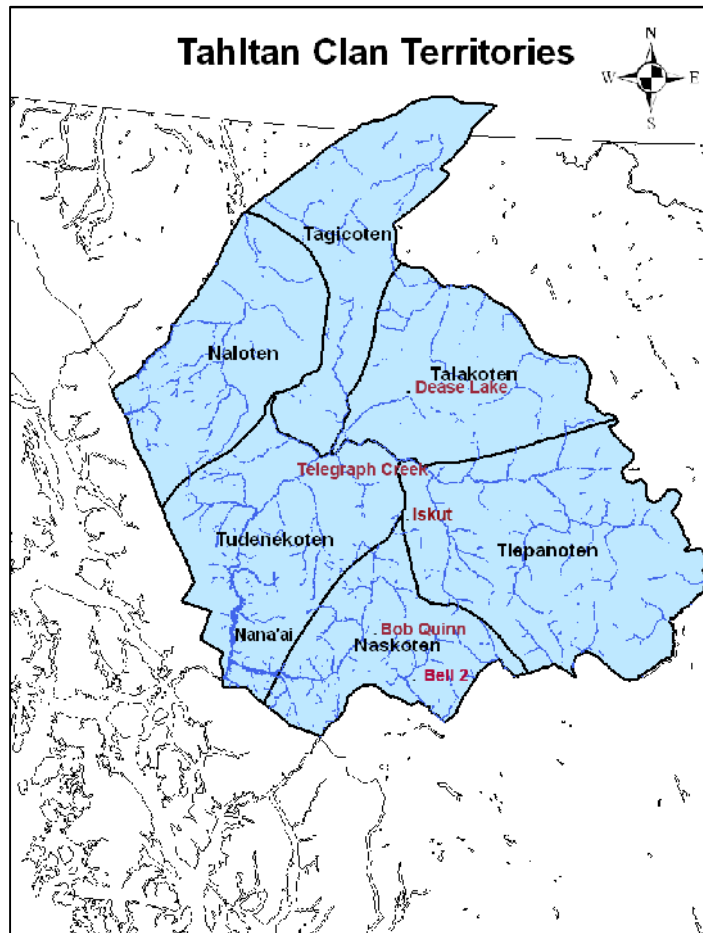 Tahltan Clan Territories
N
W E
S
Tagicoten
Naloten
Talakoten
Dease Lake
Telegraph Creek
Iskut
Tudenekoten
Tlepanoten
Nana'ai
Bob Quinn
Naskoten
Bell 2